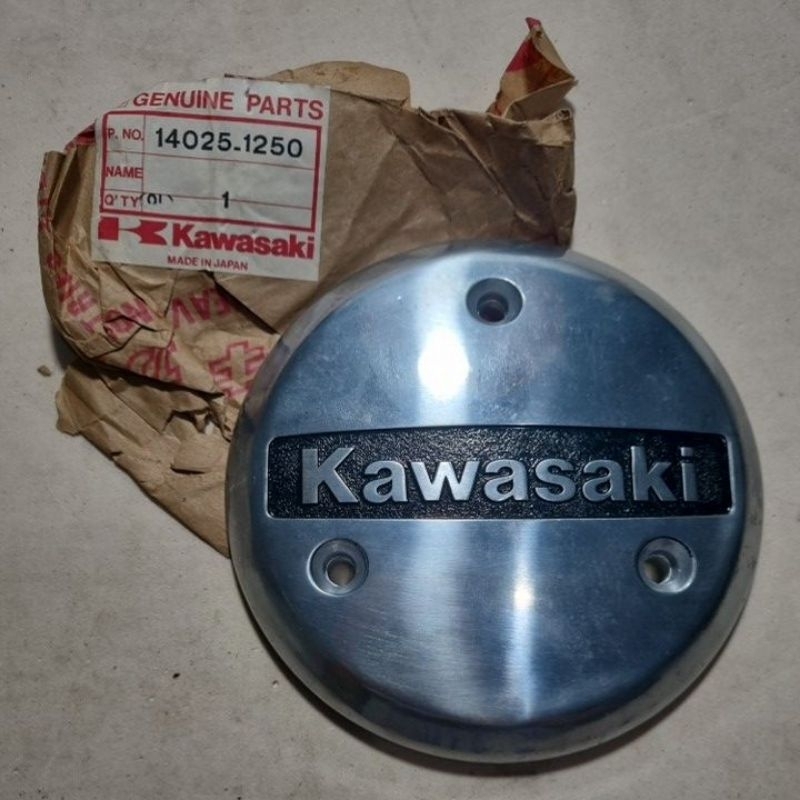 GENUINE PARTS
P. NO. 14025-1250
NAME
Q'TY 1
Kawasaki
MADE IN JAPAN
Kawasaki